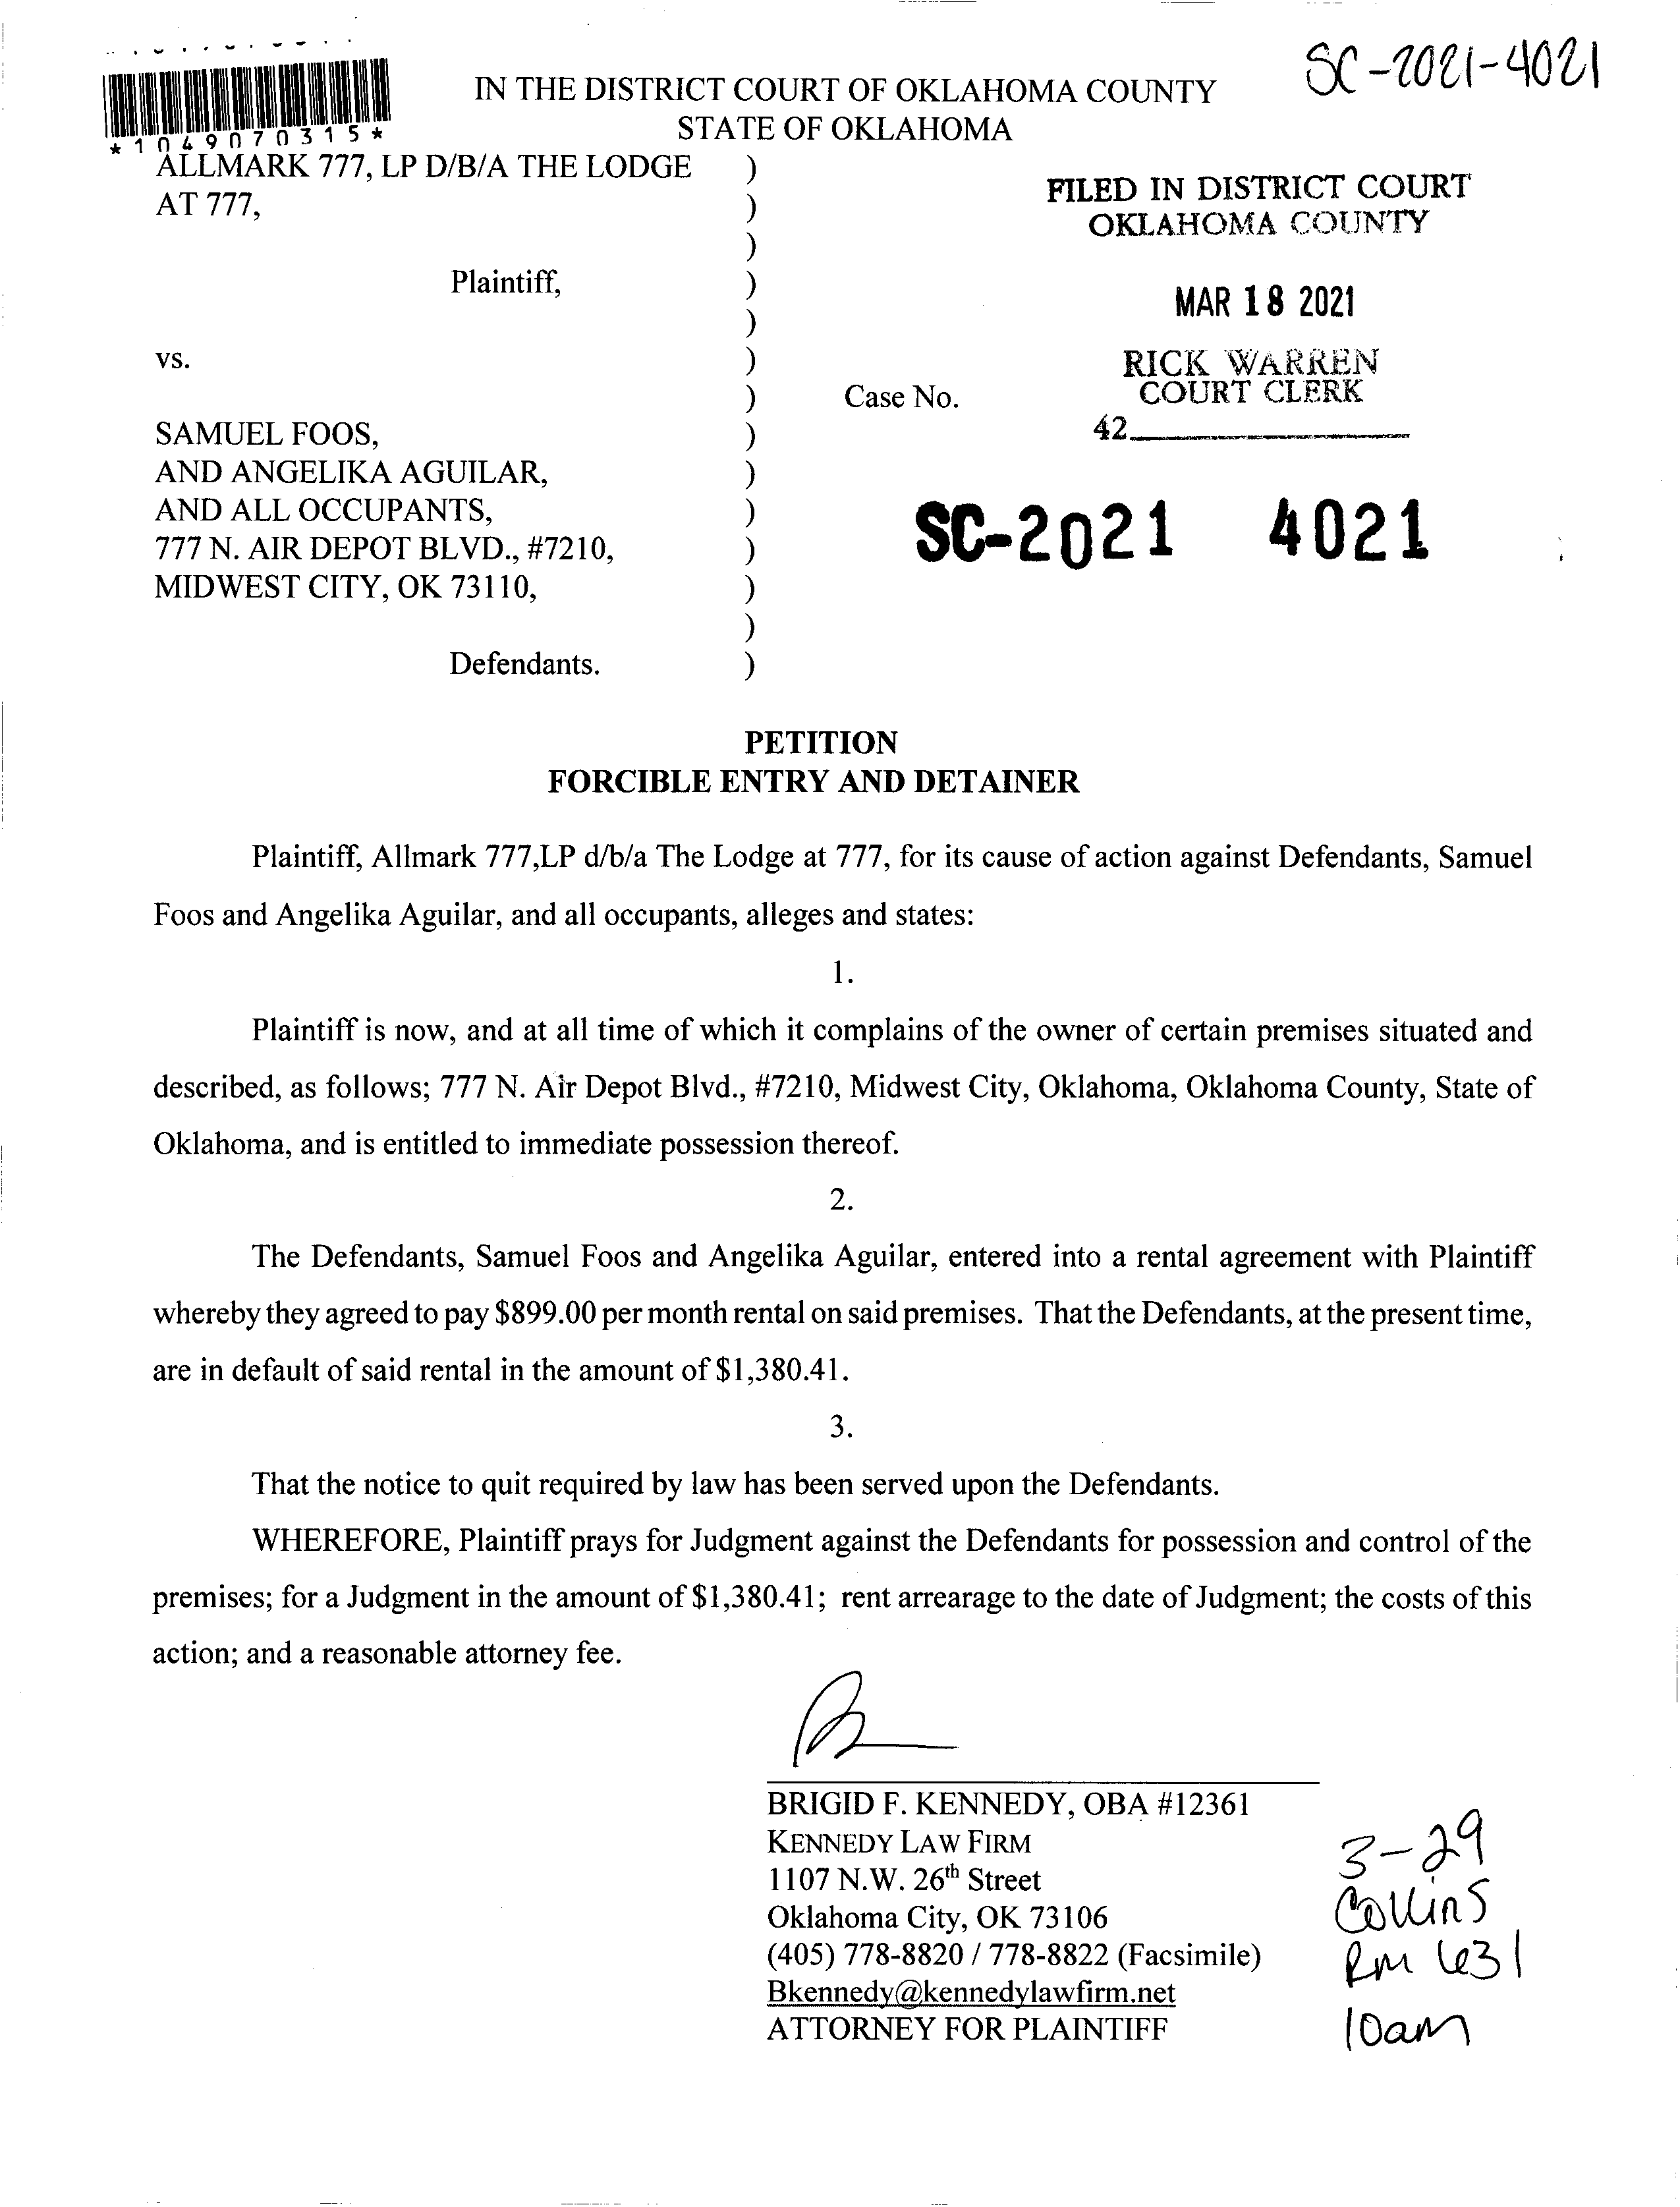 SC-2021-4021
*1049070315*
IN THE DISTRICT COURT OF OKLAHOMA COUNTY
STATE OF OKLAHOMA
ALLMARK 777, LP D/B/A THE LODGE )
AT 777, )
)
Plaintiff, )
)
vs. )
) Case No.
SAMUEL FOOS, )
AND ANGELIKA AGUILAR, )
AND ALL OCCUPANTS, )
777 N. AIR DEPOT BLVD., #7210, )
MIDWEST CITY, OK 73110, )
)
Defendants. )
FILED IN DISTRICT COURT
OKLAHOMA COUNTY
MAR 18 2021
RICK WARREN
COURT CLERK
42
SC-2021 4021
PETITION
FORCIBLE ENTRY AND DETAINER
Plaintiff, Allmark 777,LP d/b/a The Lodge at 777, for its cause of action against Defendants, Samuel
Foos and Angelika Aguilar, and all occupants, alleges and states:
1.
Plaintiff is now, and at all time of which it complains of the owner of certain premises situated and
described, as follows; 777 N. Air Depot Blvd., #7210, Midwest City, Oklahoma, Oklahoma County, State of
Oklahoma, and is entitled to immediate possession thereof.
2.
The Defendants, Samuel Foos and Angelika Aguilar, entered into a rental agreement with Plaintiff
whereby they agreed to pay $899.00 per month rental on said premises. That the Defendants, at the present time,
are in default of said rental in the amount of $1,380.41.
3.
That the notice to quit required by law has been served upon the Defendants.
WHEREFORE, Plaintiff prays for Judgment against the Defendants for possession and control of the
premises; for a Judgment in the amount of $1,380.41; rent arrearage to the date of Judgment; the costs of this
action; and a reasonable attorney fee.
BRIGID F. KENNEDY, OBA #12361
KENNEDY LAW FIRM
1107 N.W. 26th Street
Oklahoma City, OK 73106
(405) 778-8820 / 778-8822 (Facsimile)
Bkennedy@kennedylawfirm.net
ATTORNEY FOR PLAINTIFF
3-29
Collins
Rm 631
10am